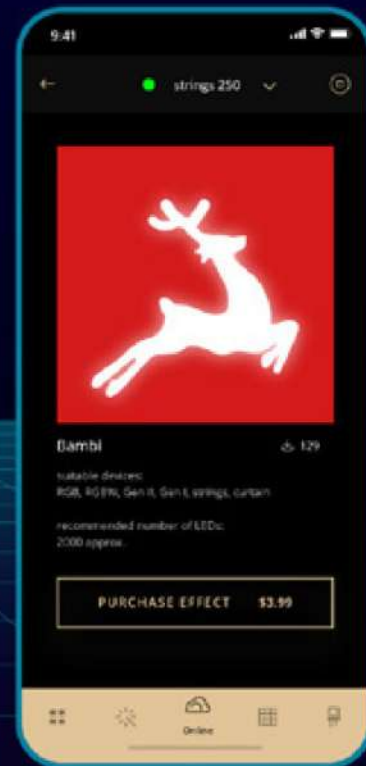 9:41
strings 250
Bambi 129
suitable devices:
RGB, RGBW, Gen II, Gen I, strings, curtain
recommended number of LEDs:
2000 approx.
PURCHASE EFFECT $3.99
Online